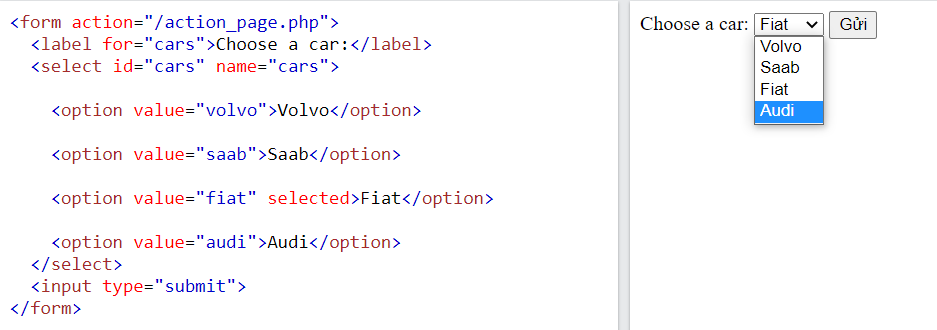 <form action="/action_page.php">
<label for="cars">Choose a car:</label>
<select id="cars" name="cars">
<option value="volvo">Volvo</option>
<option value="saab">Saab</option>
<option value="fiat" selected>Fiat</option>
<option value="audi">Audi</option>
</select>
<input type="submit">
</form>
Choose a car: Fiat Gửi
Volvo
Saab
Fiat
Audi